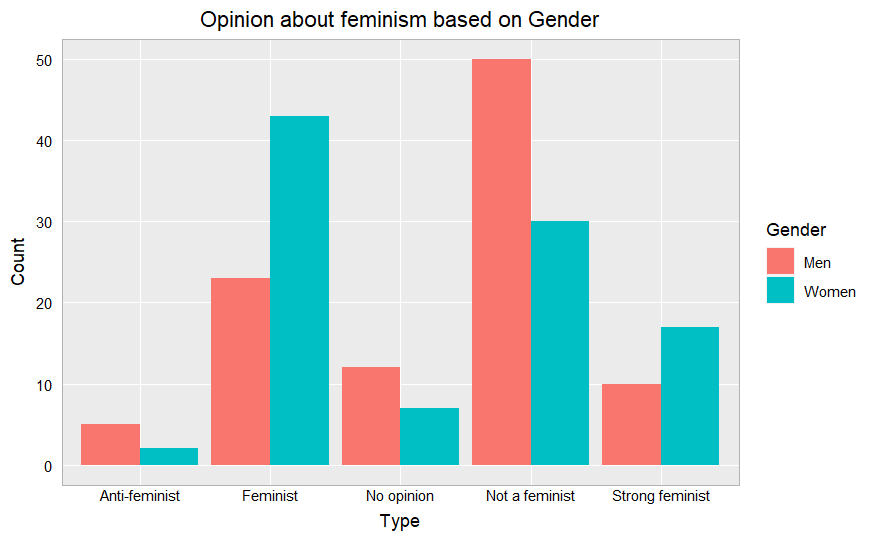 Opinion about feminism based on Gender
50
40
30
20
10
0
Count
Anti-feminist Feminist No opinion Not a feminist Strong feminist
Type
Gender
Men
Women